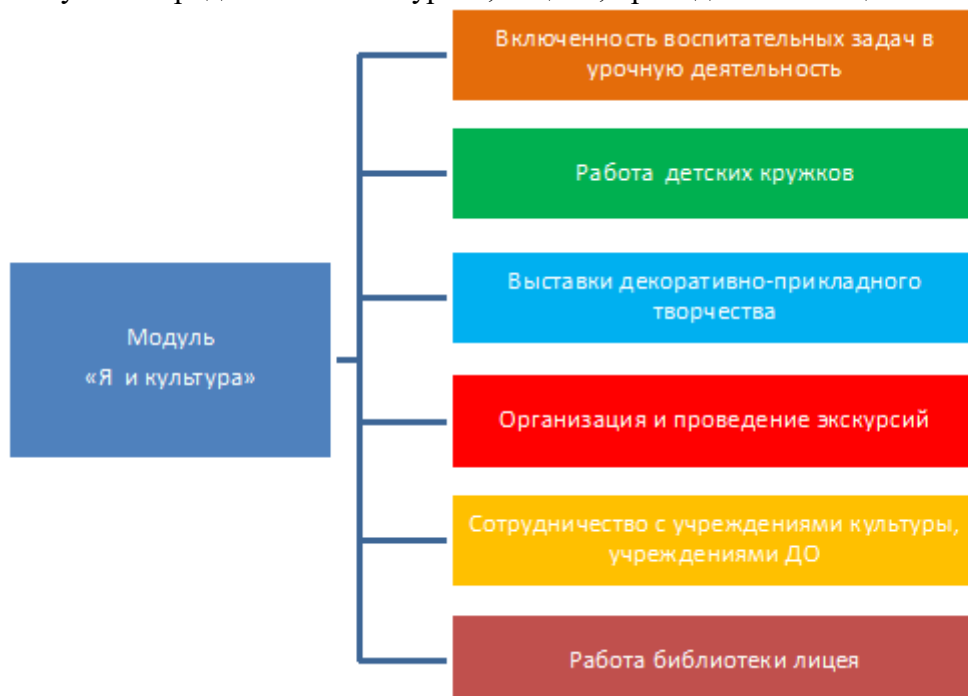 Включенность воспитательных задач в
урочную деятельность
Работа детских кружков
Выставки декоративно-прикладного
творчества
Модуль
«Я и культура»
Организация и проведение экскурсий
Сотрудничество с учреждениями культуры,
учреждениями ДО
Работа библиотеки лицея